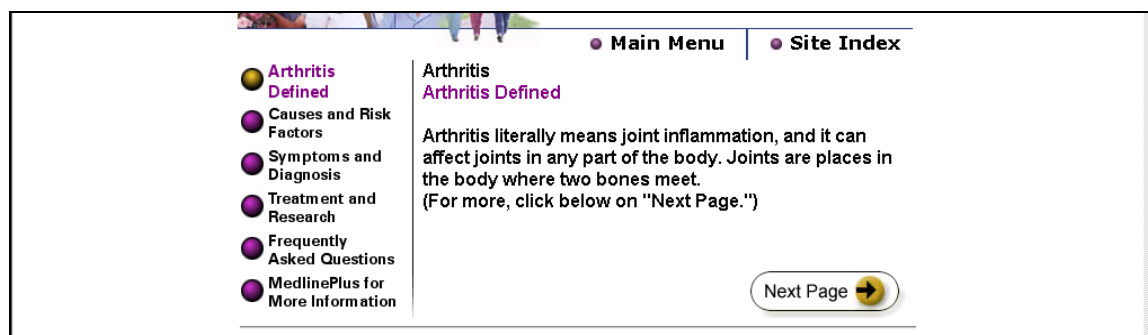 Main Menu
Site Index
Arthritis
Defined
Causes and Risk
Factors
Symptoms and
Diagnosis
Treatment and
Research
Frequently
Asked Questions
MedlinePlus for
More Information
Arthritis
Arthritis Defined
Arthritis literally means joint inflammation, and it can
affect joints in any part of the body. Joints are places in
the body where two bones meet.
(For more, click below on "Next Page.")
Next Page